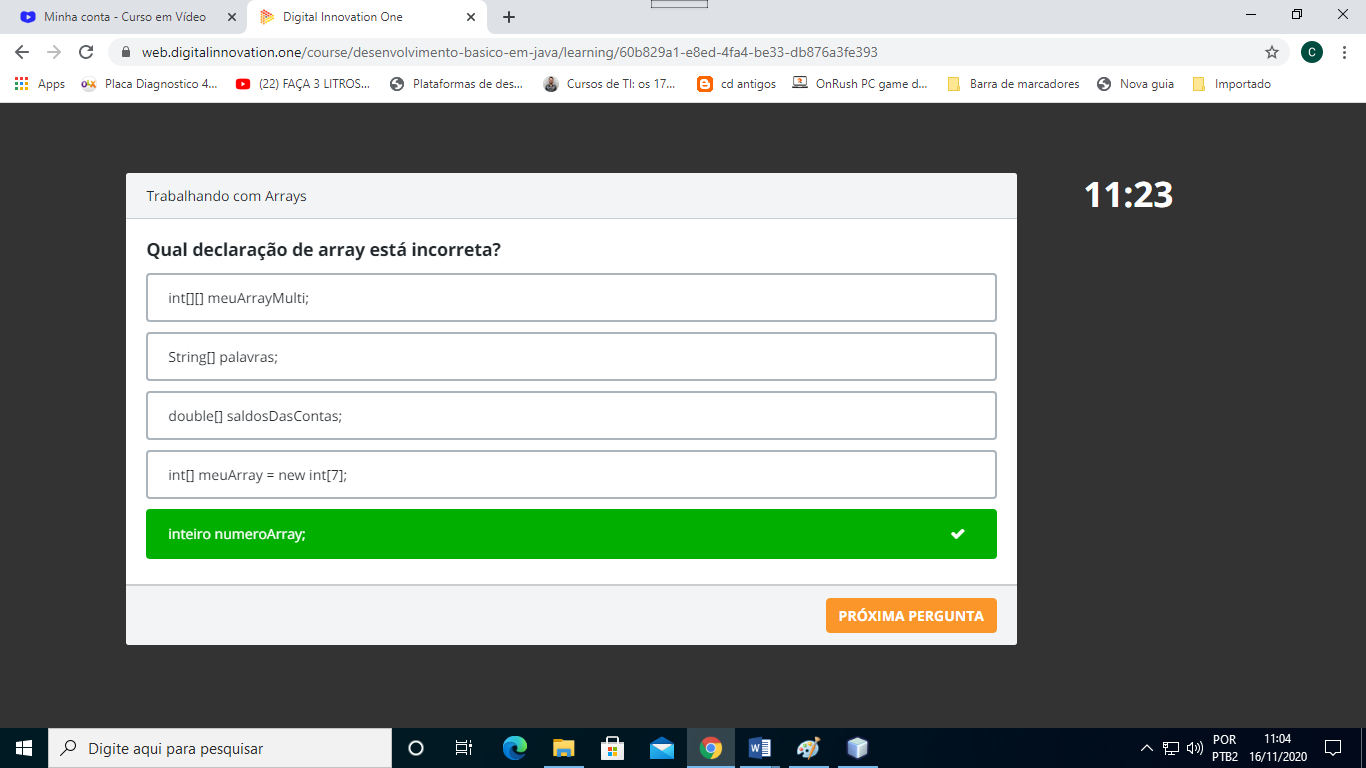 Minha conta - Curso em Vídeo
Digital Innovation One
web.digitalinnovation.one/course/desenvolvimento-basico-em-java/learning/60b829a1-e8ed-4fa4-be33-db876a3fe393
C
Apps
OLX
Placa Diagnostico 4...
(22) FAÇA 3 LITROS...
Plataformas de des...
Cursos de TI: os 17...
cd antigos
OnRush PC game d...
Barra de marcadores
Nova guia
Importado
Trabalhando com Arrays
11:23
Qual declaração de array está incorreta?
int[][] meuArrayMulti;
String[] palavras;
double[] saldosDasContas;
int[] meuArray = new int[7];
inteiro numeroArray;
PRÓXIMA PERGUNTA
Digite aqui para pesquisar
POR
PTB2
11:04
16/11/2020